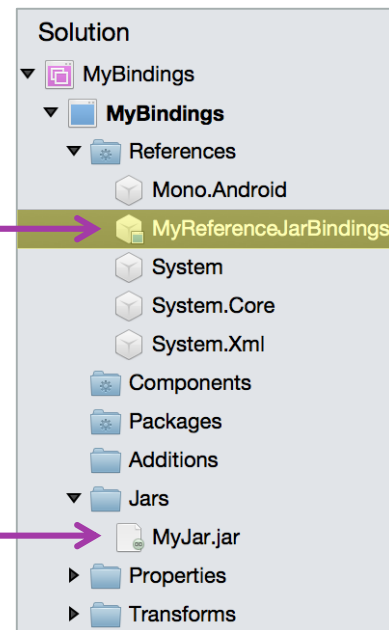 Solution
MyBindings
MyBindings
References
Mono.Android
MyReferenceJarBindings
System
System.Core
System.Xml
Components
Packages
Additions
Jars
MyJar.jar
Properties
Transforms